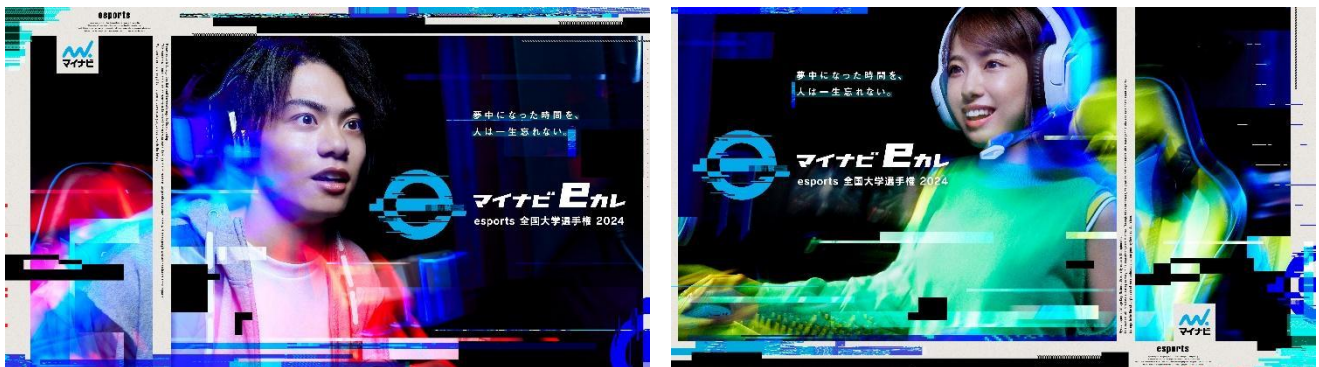 esports
マイナビ
夢中になった時間を、
人は一生忘れない。
マイナビ eカレ
esports 全国大学選手権 2024
夢中になった時間を、
人は一生忘れない。
マイナビ eカレ
esports 全国大学選手権 2024
マイナビ
esports